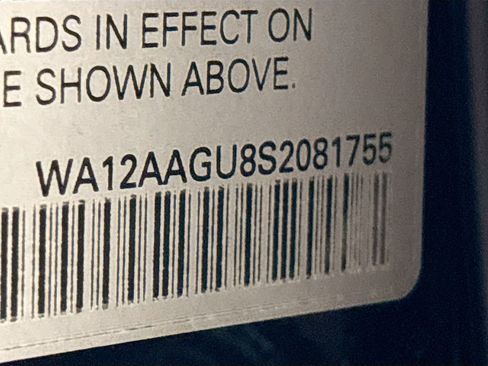 ARDS IN EFFECT ON
E SHOWN ABOVE.
WA12AAGU8S2081755